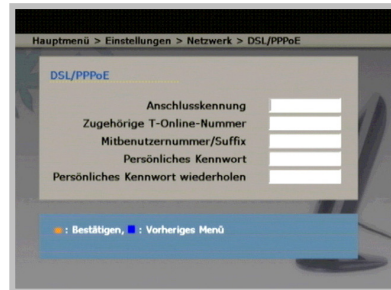 Hauptmenü > Einstellungen > Netzwerk > DSL/PPPoE
DSL/PPPoE
Anschlusskennung
Zugehörige T-Online-Nummer
Mitbenutzernummer/Suffix
Persönliches Kennwort
Persönliches Kennwort wiederholen
: Bestätigen, : Vorheriges Menü